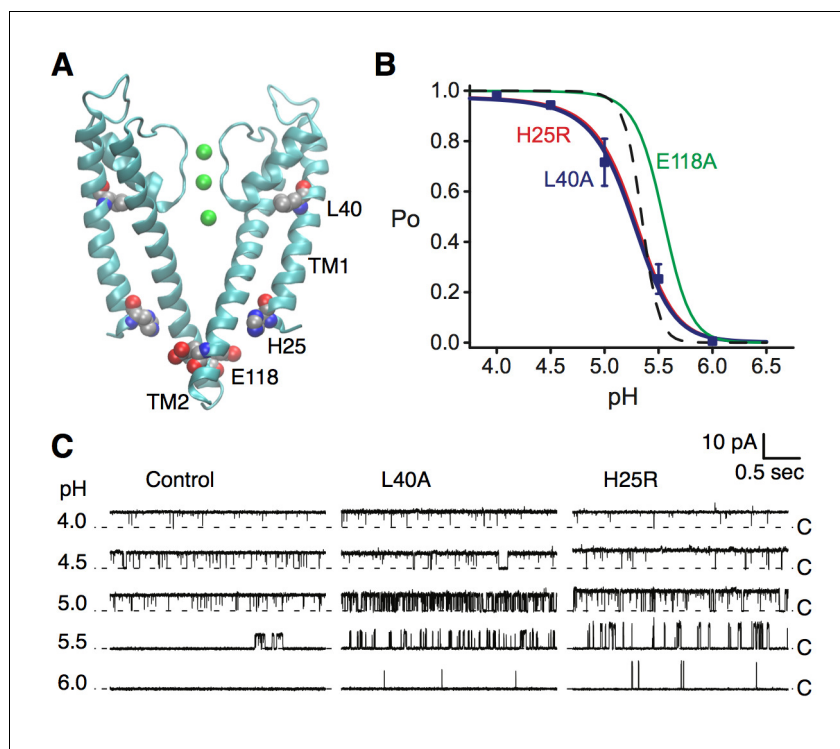 A
L40
TM1
H25
E118
TM2
B
1.0
0.8
0.6
Po
0.4
0.2
0.0
H25R
L40A
E118A
4.0 4.5 5.0 5.5 6.0 6.5
pH
C
10 pA
0.5 sec
pH Control L40A H25R
4.0 C
4.5 C
5.0 C
5.5 C
6.0 C